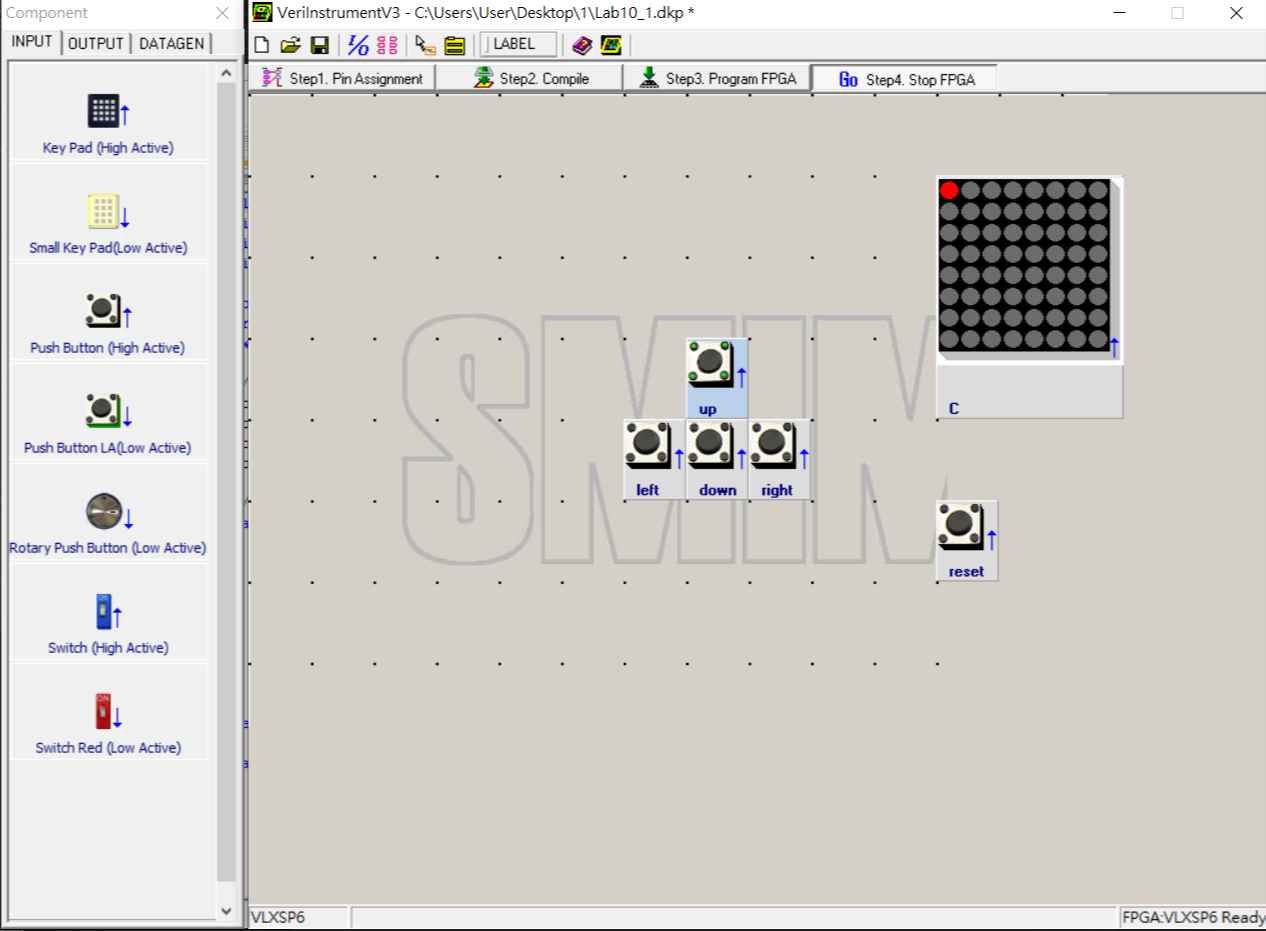 Component
INPUT OUTPUT DATAGEN
Key Pad (High Active)
Small Key Pad(Low Active)
Push Button (High Active)
Push Button LA(Low Active)
Rotary Push Button (Low Active)
ON
Switch (High Active)
Switch Red (Low Active)
VeriInstrumentV3 - C:\Users\User\Desktop\1\Lab10_1.dkp *
I/O
LABEL
Step1. Pin Assignment
Step2. Compile
Step3. Program FPGA
Go Step4. Stop FPGA
SMIM
up
left
down
right
C
reset
VLXSP6
FPGA:VLXSP6 Ready